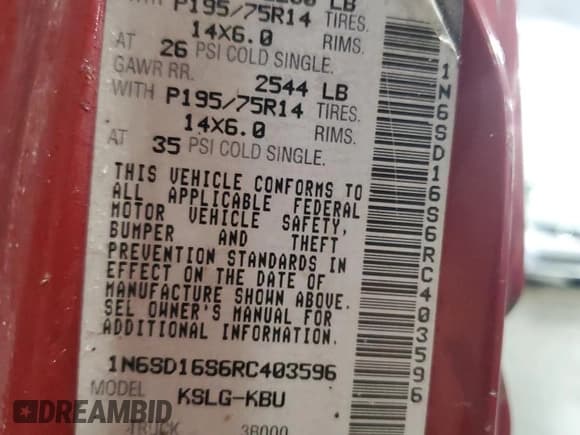 WITH P195/75R14 TIRES.
14X6.0 RIMS.
AT 26 PSI COLD SINGLE.
GAWR RR. 2544 LB
WITH P195/75R14 TIRES.
14X6.0 RIMS.
AT 35 PSI COLD SINGLE.
THIS VEHICLE CONFORMS TO
ALL APPLICABLE FEDERAL
MOTOR VEHICLE SAFETY,
BUMPER AND THEFT
PREVENTION STANDARDS IN
EFFECT ON THE DATE OF
MANUFACTURE SHOWN ABOVE.
SEE OWNER'S MANUAL FOR
ADDITIONAL INFORMATION.
1N6SD16S6RC403596
MODEL KSLG-KBU
TRUCK 36000
1N6SD16S6RC403596
DREAMBID